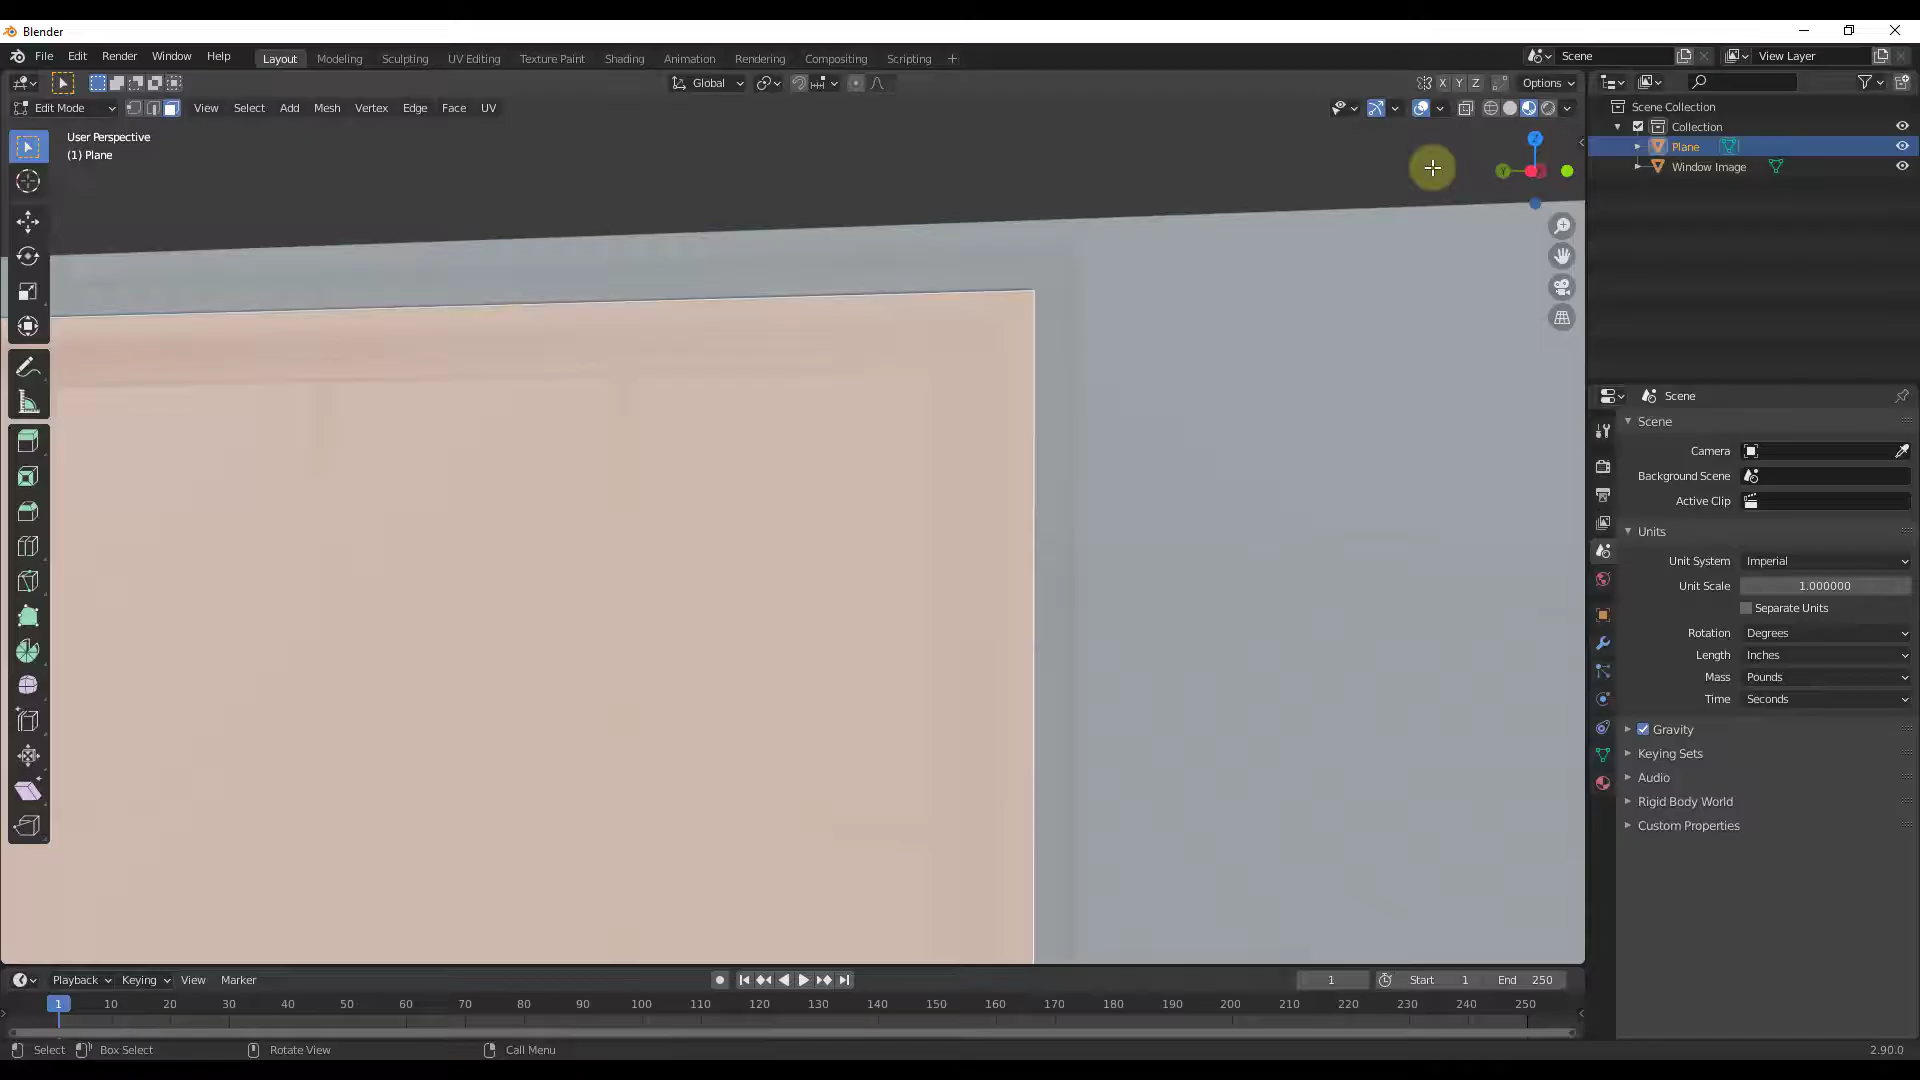 Blender
File Edit Render Window Help Layout Modeling Sculpting UV Editing Texture Paint Shading Animation Rendering Compositing Scripting + Scene View Layer
Global X Y Z Options
Edit Mode View Select Add Mesh Vertex Edge Face UV
User Perspective
(1) Plane
Z
Y
Scene Collection
Collection
Plane
Window Image
Scene
Scene
Camera
Background Scene
Active Clip
Units
Unit System Imperial
Unit Scale 1.000000
Separate Units
Rotation Degrees
Length Inches
Mass Pounds
Time Seconds
Gravity
Keying Sets
Audio
Rigid Body World
Custom Properties
Playback Keying View Marker 1 Start 1 End 250
1 10 20 30 40 50 60 70 80 90 100 110 120 130 140 150 160 170 180 190 200 210 220 230 240 250
Select Box Select Rotate View Call Menu 2.90.0